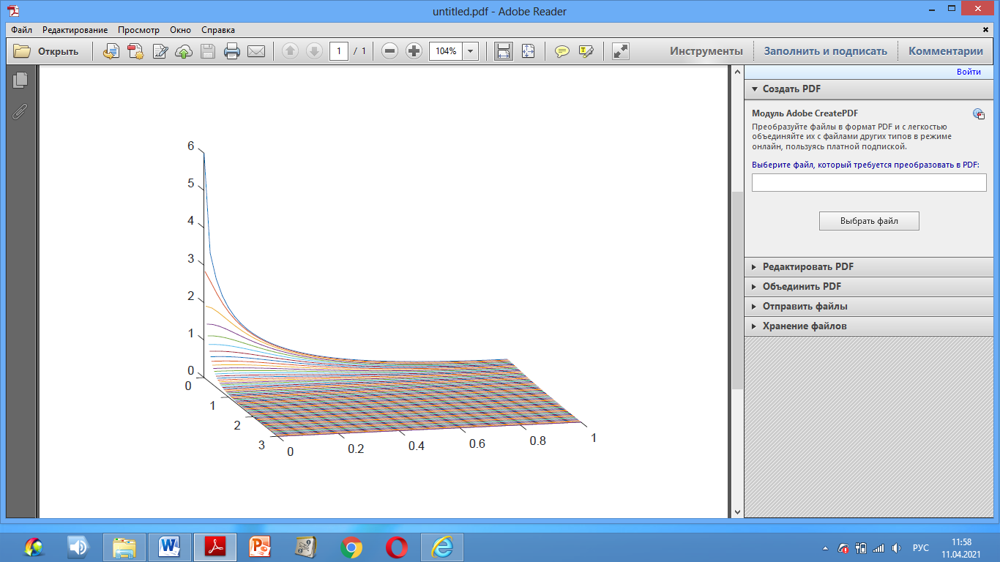 untitled.pdf - Adobe Reader
Файл Редактирование Просмотр Окно Справка
Открыть 1 / 1 104% Инструменты Заполнить и подписать Комментарии
Войти
Создать PDF
Модуль Adobe CreatePDF
Преобразуйте файлы в формат PDF и с легкостью
объединяйте их с файлами других типов в режиме
онлайн, пользуясь платной подпиской.
Выберите файл, который требуется преобразовать в PDF:
Выбрать файл
Редактировать PDF
Объединить PDF
Отправить файлы
Хранение файлов
6
5
4
3
2
1
0
0
1
2
3
0
0.2
0.4
0.6
0.8
1
РУС
11:58
11.04.2021